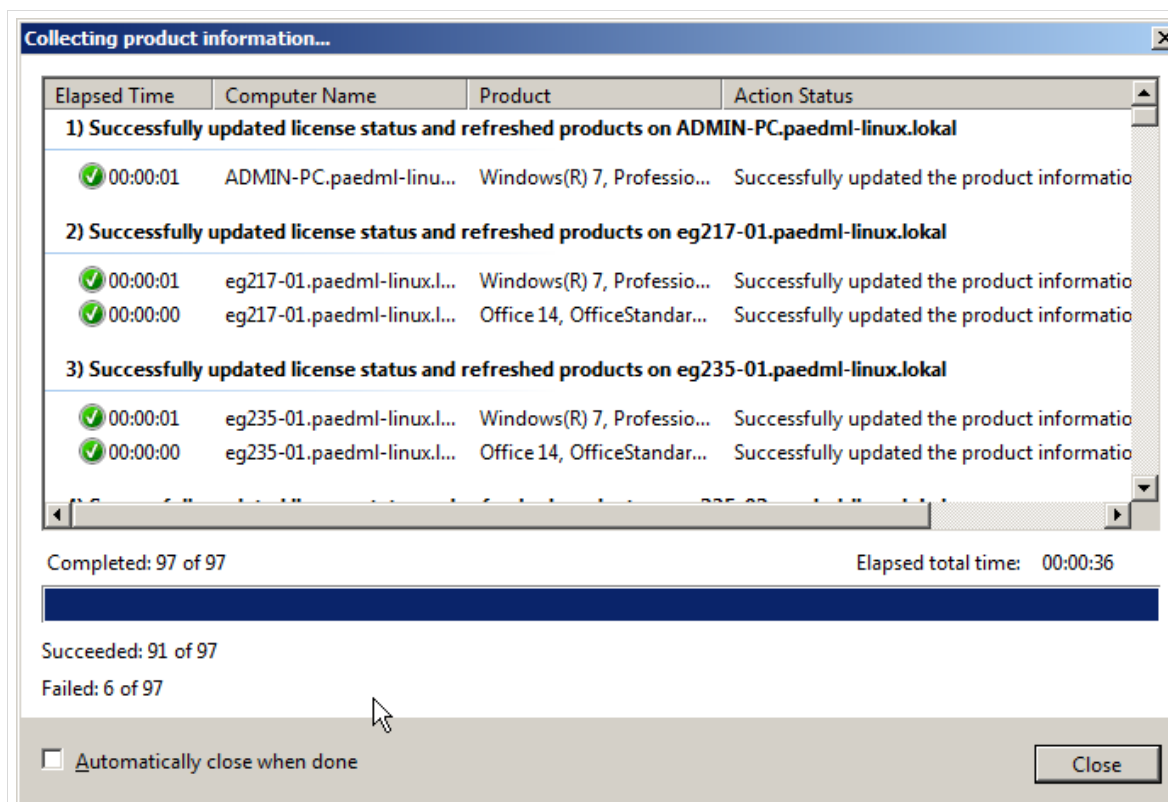 Collecting product information...
Elapsed Time Computer Name Product Action Status
1) Successfully updated license status and refreshed products on ADMIN-PC.paedml-linux.lokal
00:00:01 ADMIN-PC.paedml-linu... Windows(R) 7, Professio... Successfully updated the product informatio
2) Successfully updated license status and refreshed products on eg217-01.paedml-linux.lokal
00:00:01 eg217-01.paedml-linux.l... Windows(R) 7, Professio... Successfully updated the product informatio
00:00:00 eg217-01.paedml-linux.l... Office 14, OfficeStandar... Successfully updated the product informatio
3) Successfully updated license status and refreshed products on eg235-01.paedml-linux.lokal
00:00:01 eg235-01.paedml-linux.l... Windows(R) 7, Professio... Successfully updated the product informatio
00:00:00 eg235-01.paedml-linux.l... Office 14, OfficeStandar... Successfully updated the product informatio
Completed: 97 of 97 Elapsed total time: 00:00:36
Succeeded: 91 of 97
Failed: 6 of 97
Automatically close when done Close